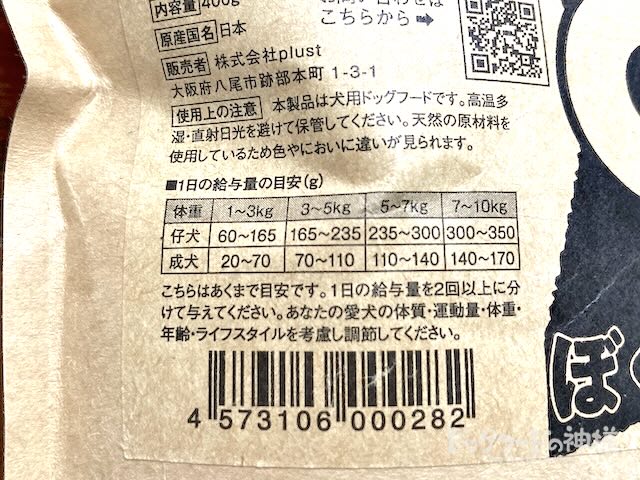 内容量 400g
原産国名 日本
こちらから➡
販売者 株式会社plust
大阪府八尾市跡部本町 1-3-1
使用上の注意 本製品は犬用ドッグフードです。高温多
湿・直射日光を避けて保管してください。天然の原材料を
使用しているため色やにおいに違いが見られます。
■1日の給与量の目安(g)
体重 1〜3kg 3〜5kg 5〜7kg 7〜10kg
仔犬 60〜165 165〜235 235〜300 300〜350
成犬 20〜70 70〜110 110〜140 140〜170
こちらはあくまで目安です。1日の給与量を2回以上に分
けて与えてください。あなたの愛犬の体質・運動量・体重・
年齢・ライフスタイルを考慮し調節してください。
4 573106 000282
ぼ
ドッグフードの神様